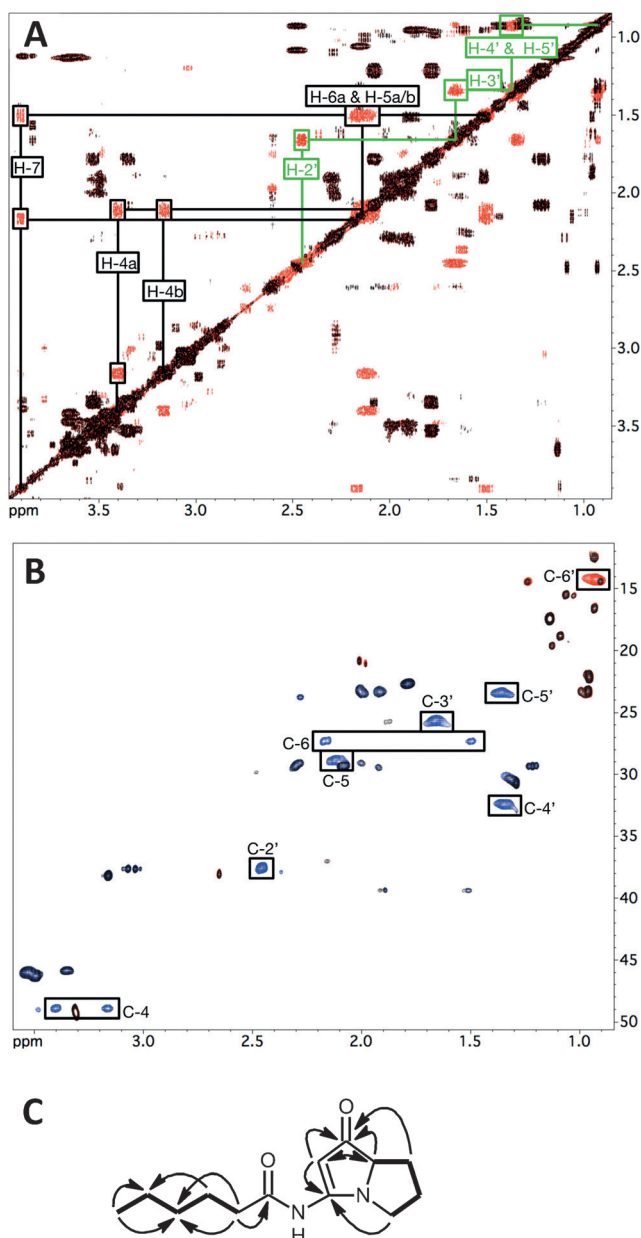 A
H-4' & H-5'
H-3'
H-6a & H-5a/b
H-7
H-2'
H-4a
H-4b
1.0
1.5
2.0
2.5
3.0
3.5
ppm 3.5 3.0 2.5 2.0 1.5 1.0
B
C-6'
C-5'
C-3'
C-6
C-5
C-4'
C-2'
C-4
15
20
25
30
35
40
45
50
ppm 3.0 2.5 2.0 1.5 1.0
C
O
O
N
N
H